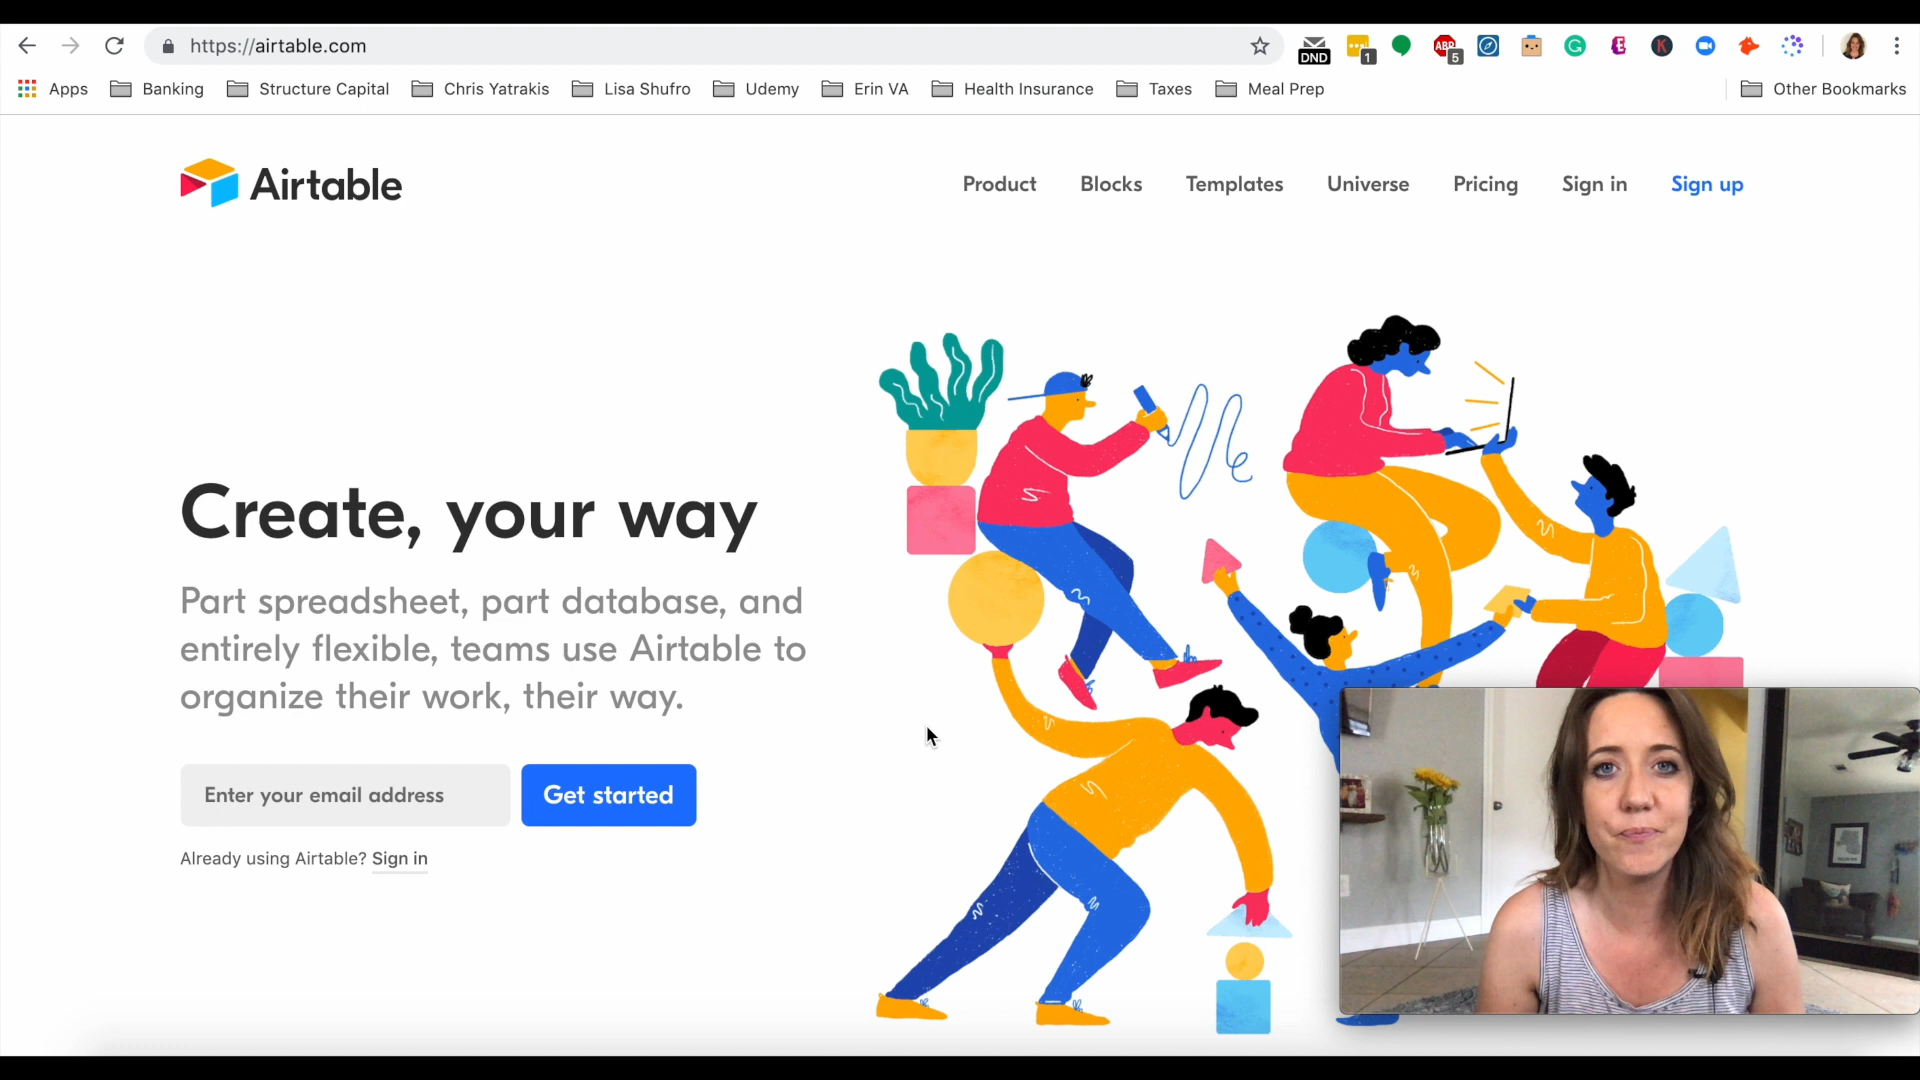 https://airtable.com
DND
1
ABP
5
G
E
K
Apps
Banking
Structure Capital
Chris Yatrakis
Lisa Shufro
Udemy
Erin VA
Health Insurance
Taxes
Meal Prep
Other Bookmarks
Airtable
Product
Blocks
Templates
Universe
Pricing
Sign in
Sign up
Create, your way
Part spreadsheet, part database, and
entirely flexible, teams use Airtable to
organize their work, their way.
Enter your email address
Get started
Already using Airtable? Sign in